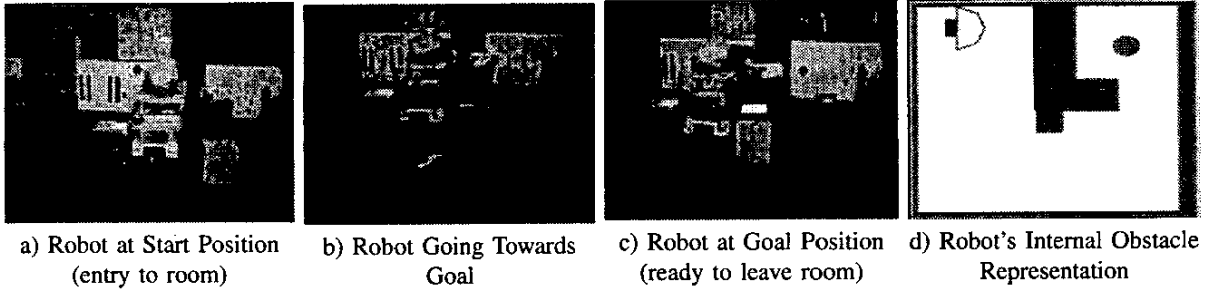 a) Robot at Start Position
(entry to room)
b) Robot Going Towards
Goal
c) Robot at Goal Position
(ready to leave room)
d) Robot's Internal Obstacle
Representation